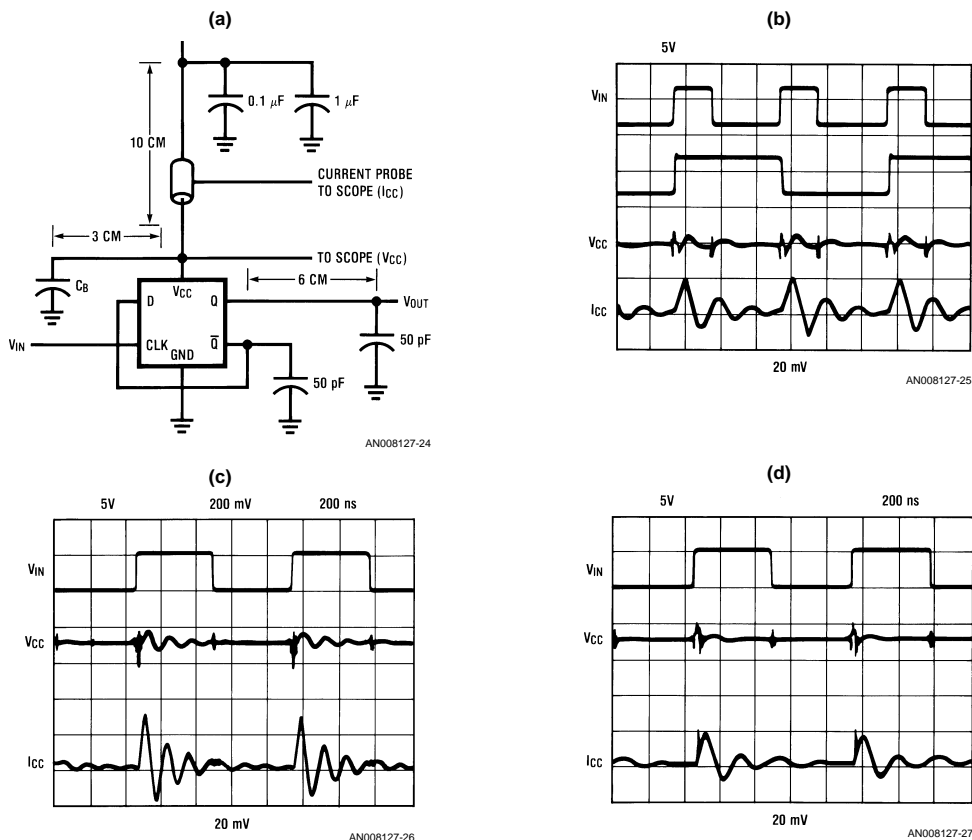 (a)
0.1 μF
1 μF
10 CM
CURRENT PROBE
TO SCOPE (ICC)
3 CM
TO SCOPE (VCC)
6 CM
CB
VCC
D
Q
VOUT
VIN
CLK
GND
Q̅
50 pF
50 pF
AN008127-24
(b)
5V
VIN
VCC
ICC
20 mV
AN008127-25
(c)
5V 200 mV 200 ns
VIN
VCC
ICC
20 mV
AN008127-26
(d)
5V 200 ns
VIN
VCC
ICC
20 mV
AN008127-27